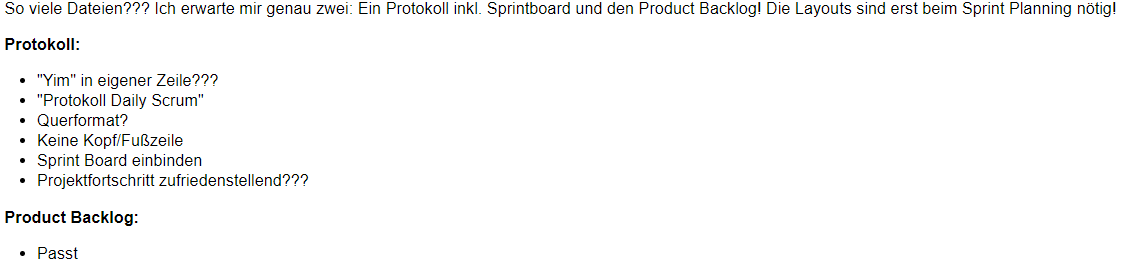 So viele Dateien??? Ich erwarte mir genau zwei: Ein Protokoll inkl. Sprintboard und den Product Backlog! Die Layouts sind erst beim Sprint Planning nötig!
Protokoll:
• "Yim" in eigener Zeile???
• "Protokoll Daily Scrum"
• Querformat?
• Keine Kopf/Fußzeile
• Sprint Board einbinden
• Projektfortschritt zufriedenstellend???
Product Backlog:
• Passt